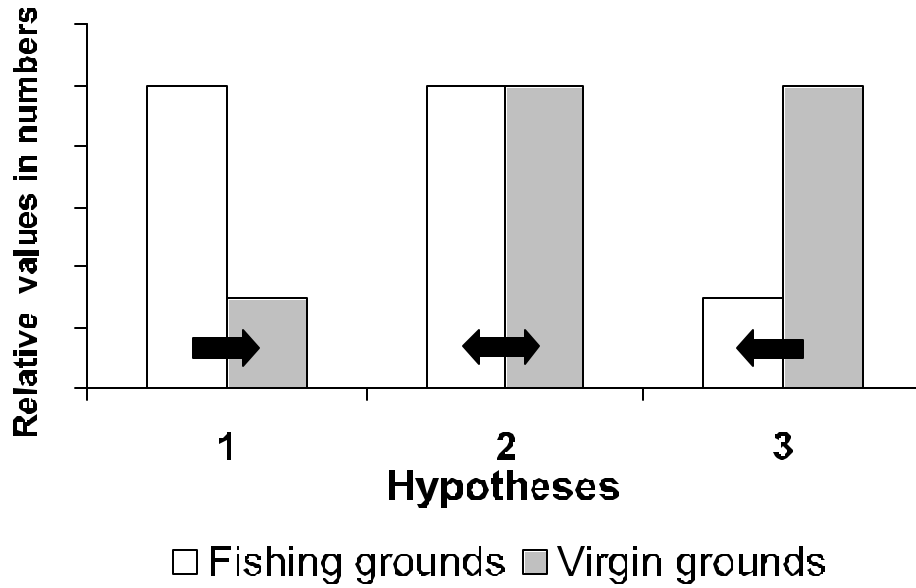 Relative values in numbers
1 2 3
Hypotheses
Fishing grounds Virgin grounds